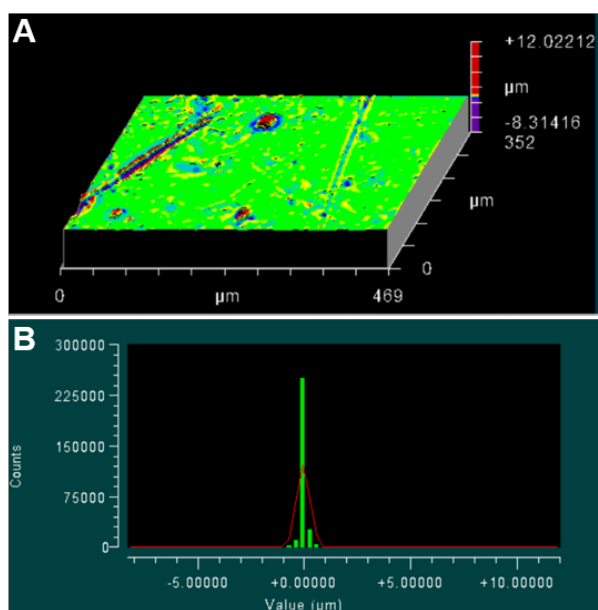 A
+12.02212
µm
-8.31416
352
µm
0
0 µm 469
B
300000
225000
150000
75000
0
Counts
-5.00000 +0.00000 +5.00000 +10.00000
Value (µm)